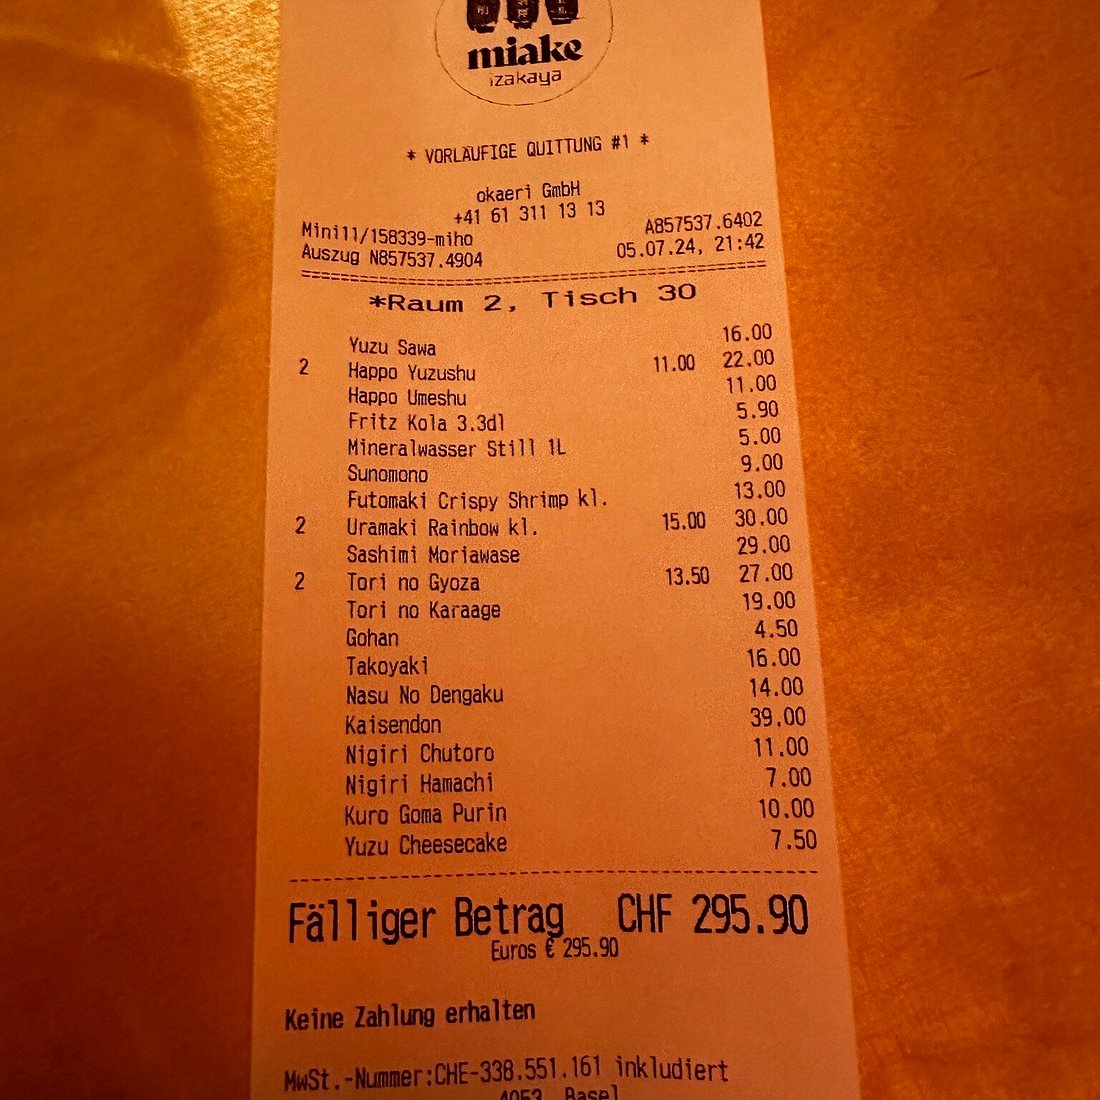 miake
izakaya
* VORLÄUFIGE QUITTUNG #1 *
okaeri GmbH
+41 61 311 13 13
Mini11/158339-miho A857537.6402
Auszug N857537.4904 05.07.24, 21:42
*Raum 2, Tisch 30
Yuzu Sawa 16.00
2 Happo Yuzushu 11.00 22.00
Happo Umeshu 11.00
Fritz Kola 3.3dl 5.90
Mineralwasser Still 1L 5.00
Sunomono 9.00
Futomaki Crispy Shrimp kl. 13.00
2 Uramaki Rainbow kl. 15.00 30.00
Sashimi Moriawase 29.00
2 Tori no Gyoza 13.50 27.00
Tori no Karaage 19.00
Gohan 4.50
Takoyaki 16.00
Nasu No Dengaku 14.00
Kaisendon 39.00
Nigiri Chutoro 11.00
Nigiri Hamachi 7.00
Kuro Goma Purin 10.00
Yuzu Cheesecake 7.50
Fälliger Betrag CHF 295.90
Euros € 295.90
Keine Zahlung erhalten
MwSt.-Nummer:CHE-338.551.161 inkludiert
4053 Basel